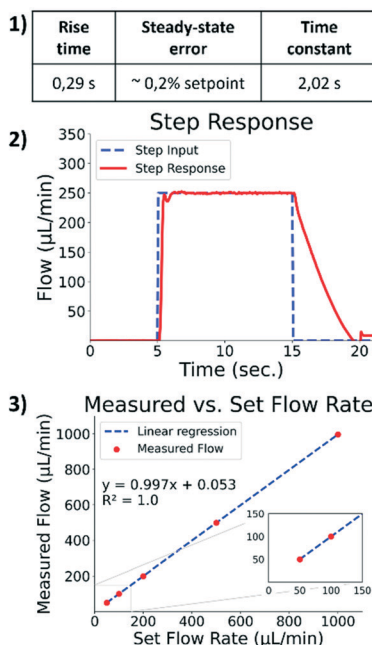 1)
Rise time
Steady-state error
Time constant
0,29 s
~ 0,2% setpoint
2,02 s
2)
Step Response
Step Input
Step Response
Flow (µL/min)
350
300
250
200
150
100
50
0
5
10
15
20
Time (sec.)
3)
Measured vs. Set Flow Rate
Linear regression
Measured Flow
y = 0.997x + 0.053
R² = 1.0
Measured Flow (µL/min)
1000
800
600
400
200
150
100
50
0
50
100
150
0
200
400
600
800
1000
Set Flow Rate (µL/min)